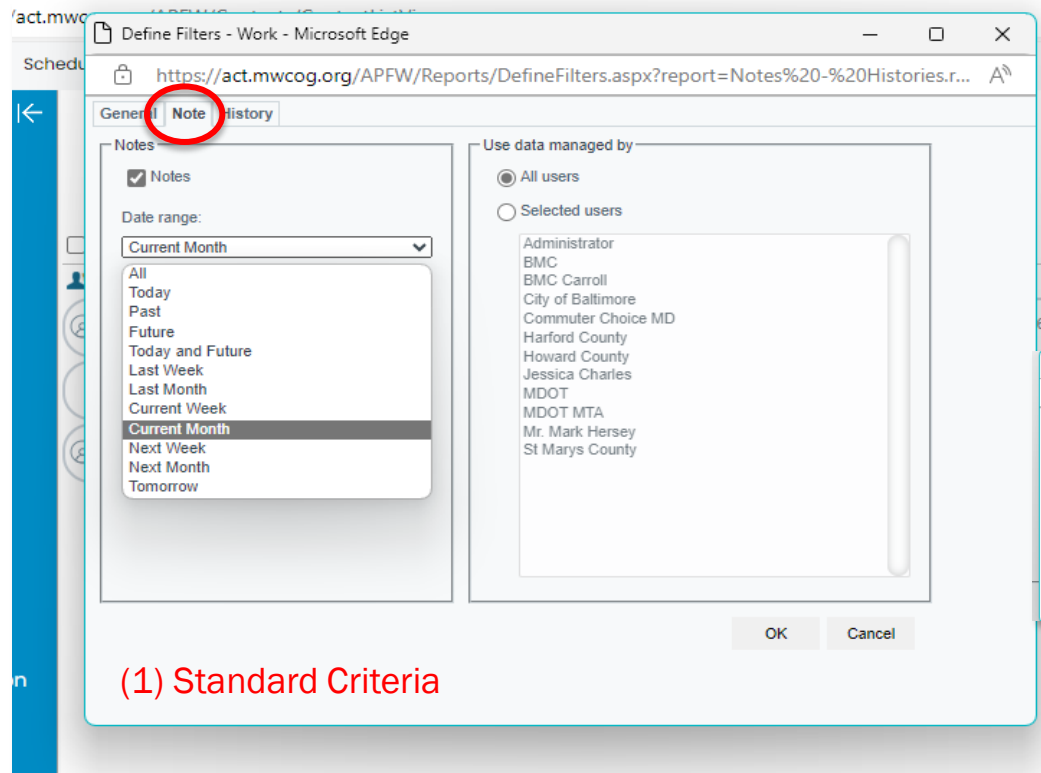 /act.mwc
Define Filters - Work - Microsoft Edge
Schedu
https://act.mwcog.org/APFW/Reports/DefineFilters.aspx?report=Notes%20-%20Histories.r...
General Note History
Notes
Notes
Date range:
Current Month
All
Today
Past
Future
Today and Future
Last Week
Last Month
Current Week
Current Month
Next Week
Next Month
Tomorrow
Use data managed by
All users
Selected users
Administrator
BMC
BMC Carroll
City of Baltimore
Commuter Choice MD
Harford County
Howard County
Jessica Charles
MDOT
MDOT MTA
Mr. Mark Hersey
St Marys County
OK Cancel
on
(1) Standard Criteria